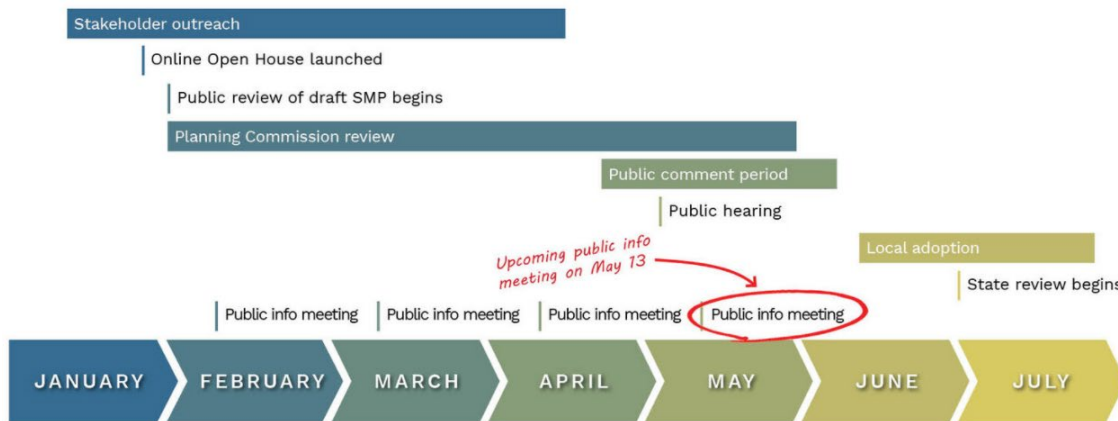 Stakeholder outreach
Online Open House launched
Public review of draft SMP begins
Planning Commission review
Public comment period
Public hearing
Upcoming public info
meeting on May 13
Local adoption
State review begins
Public info meeting Public info meeting Public info meeting Public info meeting
JANUARY FEBRUARY MARCH APRIL MAY JUNE JULY